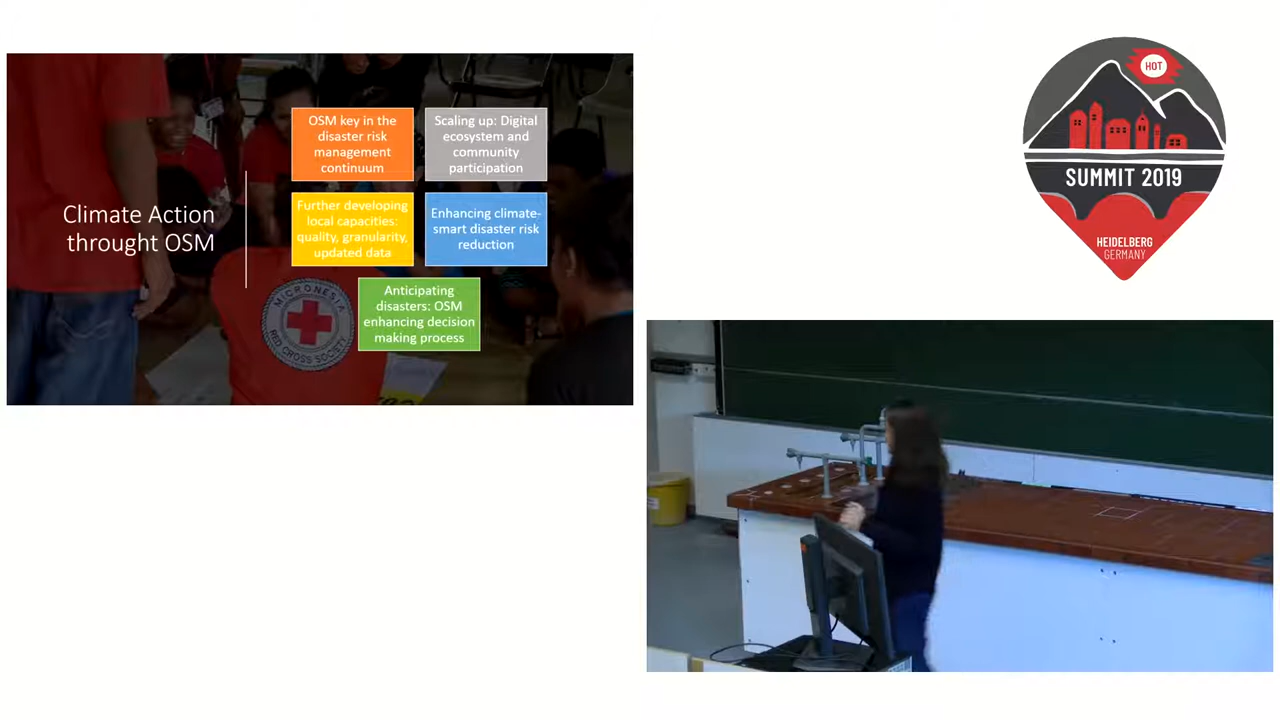 Climate Action
throught OSM
OSM key in the
disaster risk
management
continuum
Scaling up: Digital
ecosystem and
community
participation
Further developing
local capacities:
quality, granularity,
updated data
Enhancing climate-
smart disaster risk
reduction
Anticipating
disasters: OSM
enhancing decision
making process
MICRONESIA
RED CROSS SOCIETY
HOT
SUMMIT 2019
HEIDELBERG
GERMANY